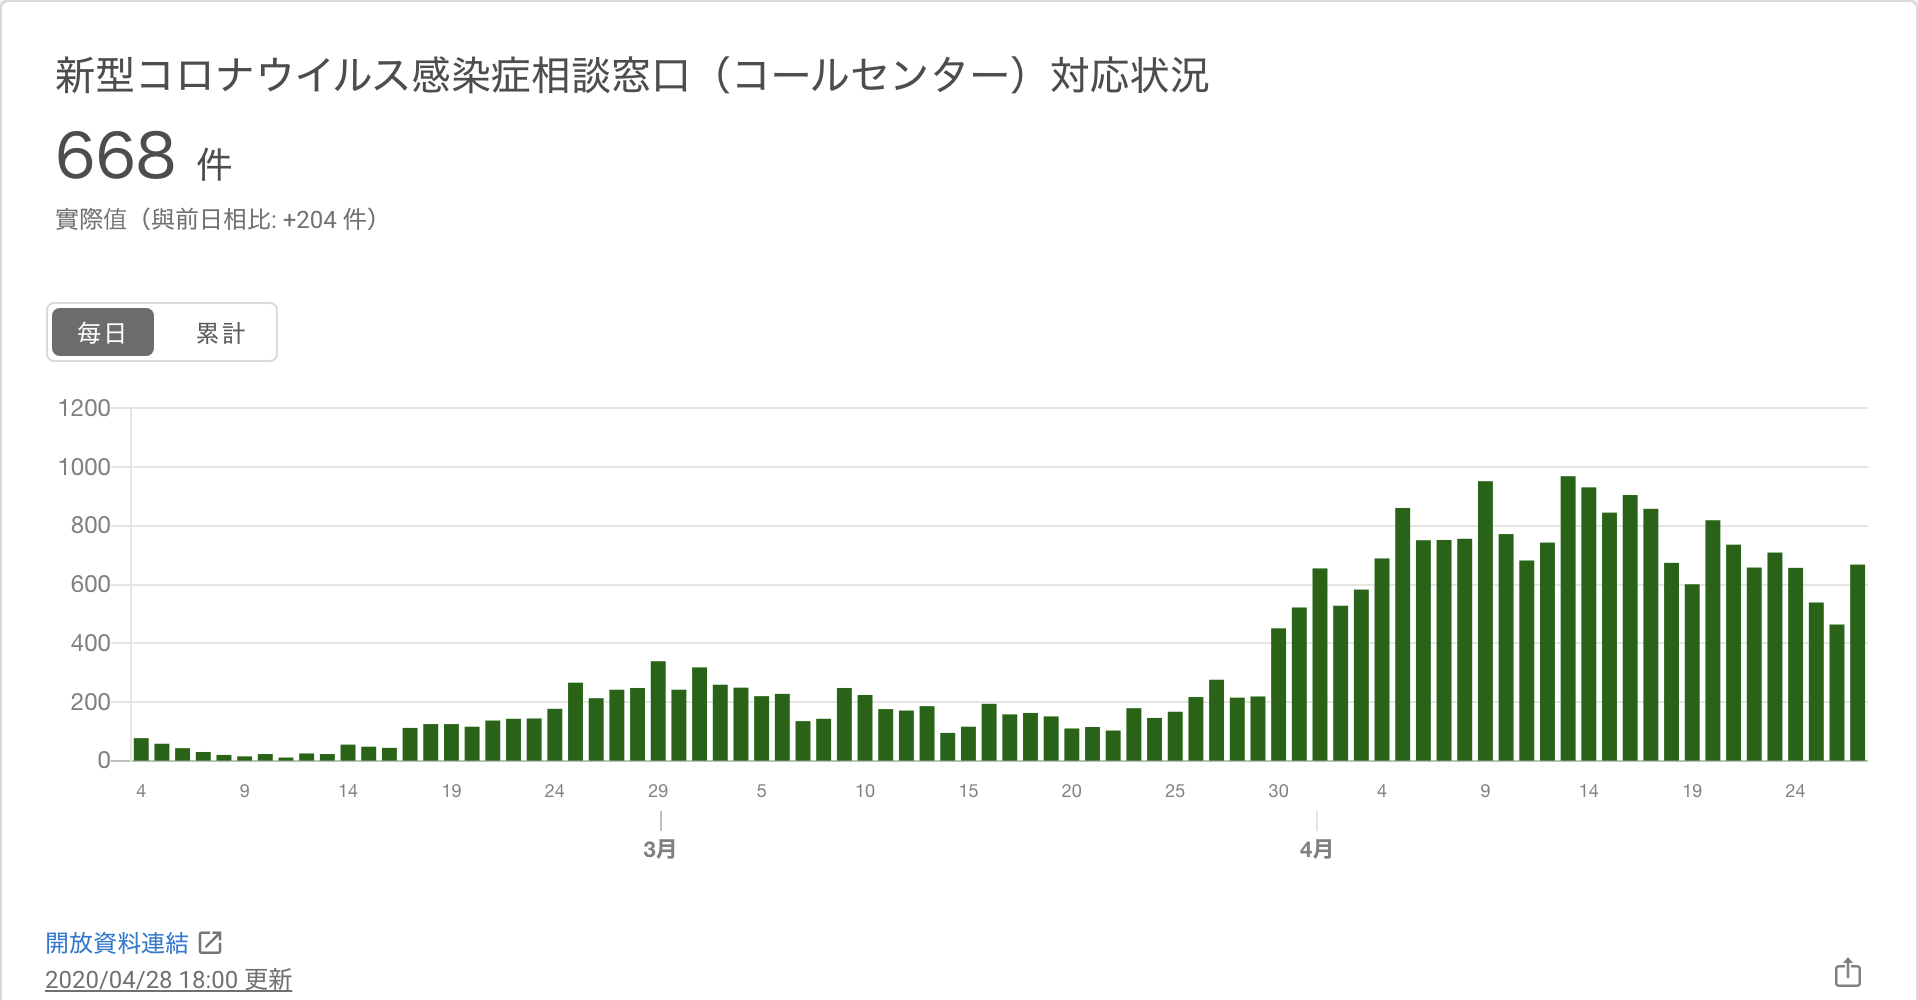 新型コロナウイルス感染症相談窓口（コールセンター）対応状況
668 件
實際值（與前日相比: +204 件）
每日 累計
1200
1000
800
600
400
200
0
4 9 14 19 24 29 5 10 15 20 25 30 4 9 14 19 24
3月 4月
開放資料連結
2020/04/28 18:00 更新